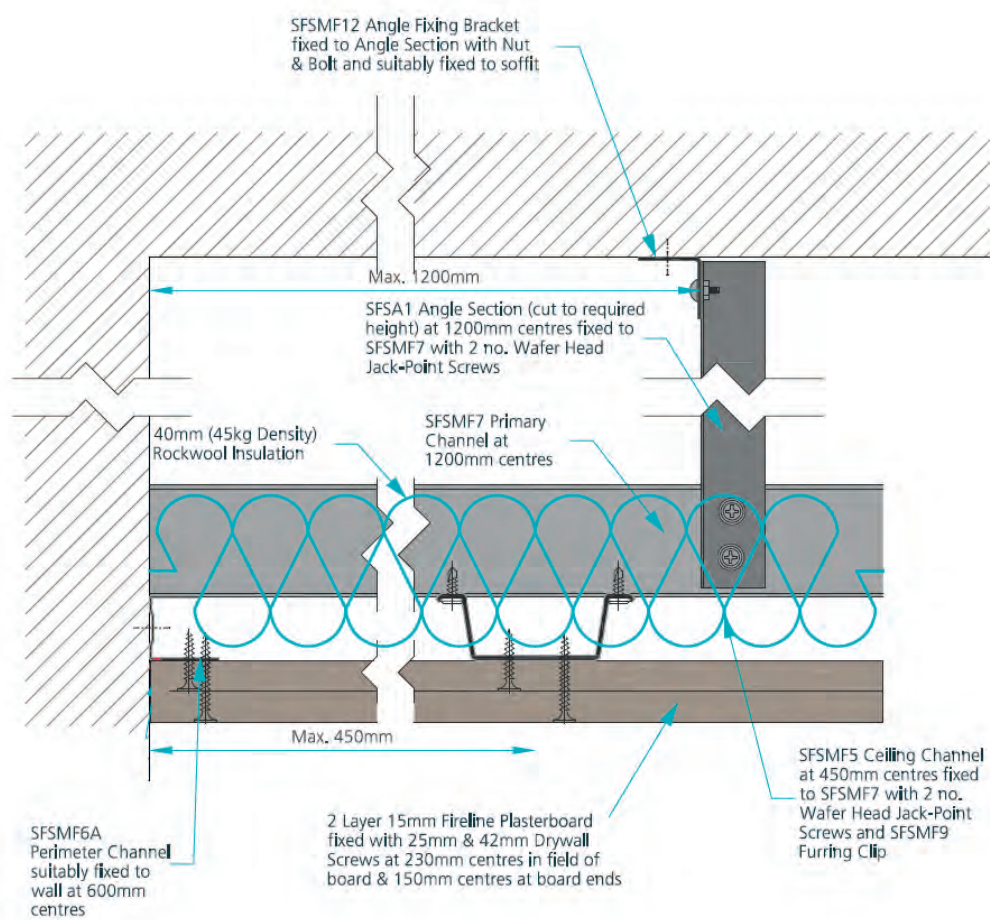 SFSMF12 Angle Fixing Bracket
fixed to Angle Section with Nut
& Bolt and suitably fixed to soffit
Max. 1200mm
SFSA1 Angle Section (cut to required
height) at 1200mm centres fixed to
SFSMF7 with 2 no. Wafer Head
Jack-Point Screws
40mm (45kg Density)
Rockwool Insulation
SFSMF7 Primary
Channel at
1200mm centres
Max. 450mm
SFSMF6A
Perimeter Channel
suitably fixed to
wall at 600mm
centres
2 Layer 15mm Fireline Plasterboard
fixed with 25mm & 42mm Drywall
Screws at 230mm centres in field of
board & 150mm centres at board ends
SFSMF5 Ceiling Channel
at 450mm centres fixed
to SFSMF7 with 2 no.
Wafer Head Jack-Point
Screws and SFSMF9
Furring Clip